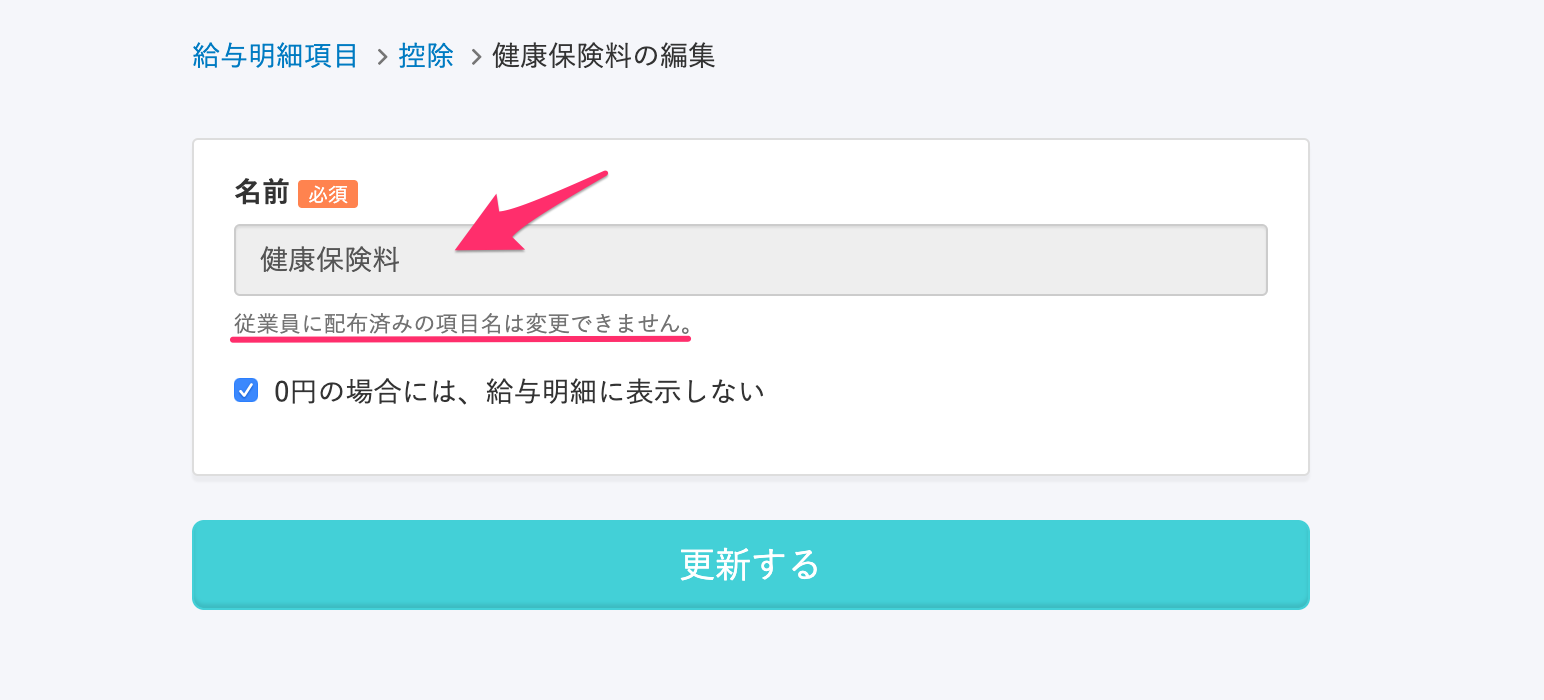 給与明細項目 > 控除 > 健康保険料の編集
名前 必須
健康保険料
従業員に配布済みの項目名は変更できません。
0円の場合には、給与明細に表示しない
更新する